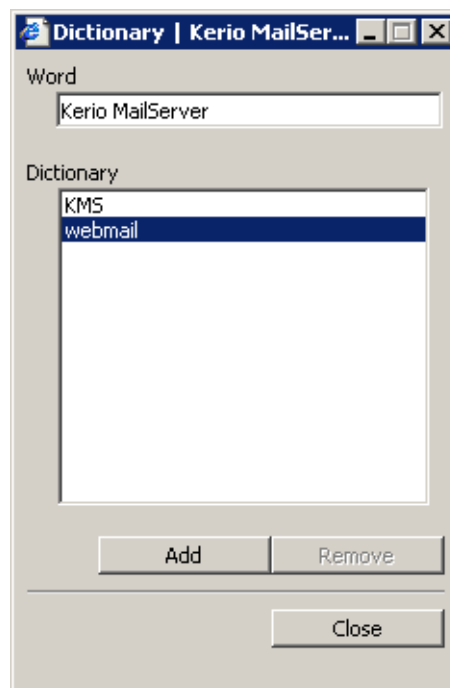 Dictionary | Kerio MailSer...
Word
Kerio MailServer
Dictionary
KMS
webmail
Add Remove
Close